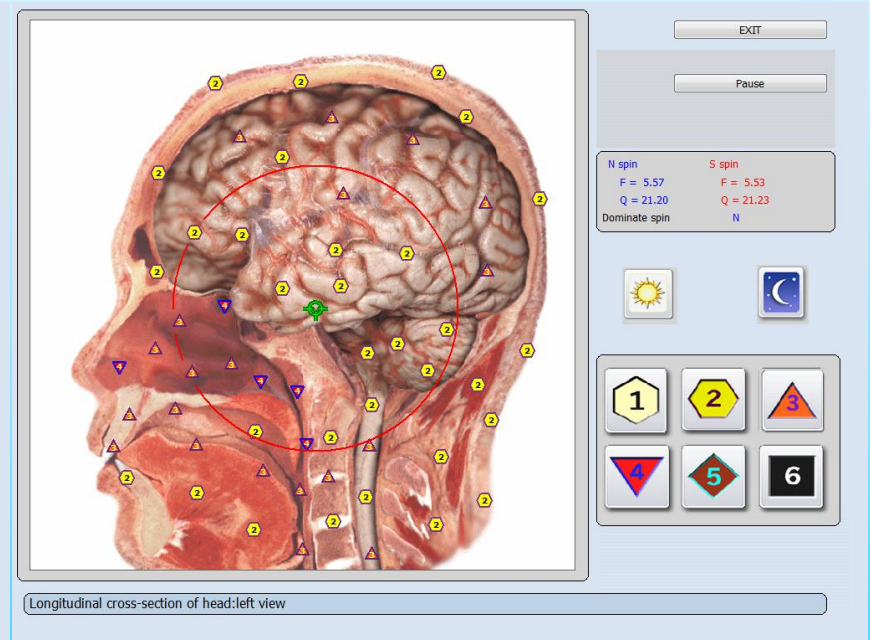 EXIT
Pause
N spin S spin
F = 5.57 F = 5.53
Q = 21.20 Q = 21.23
Dominate spin N
1 2 3
4 5 6
Longitudinal cross-section of head:left view